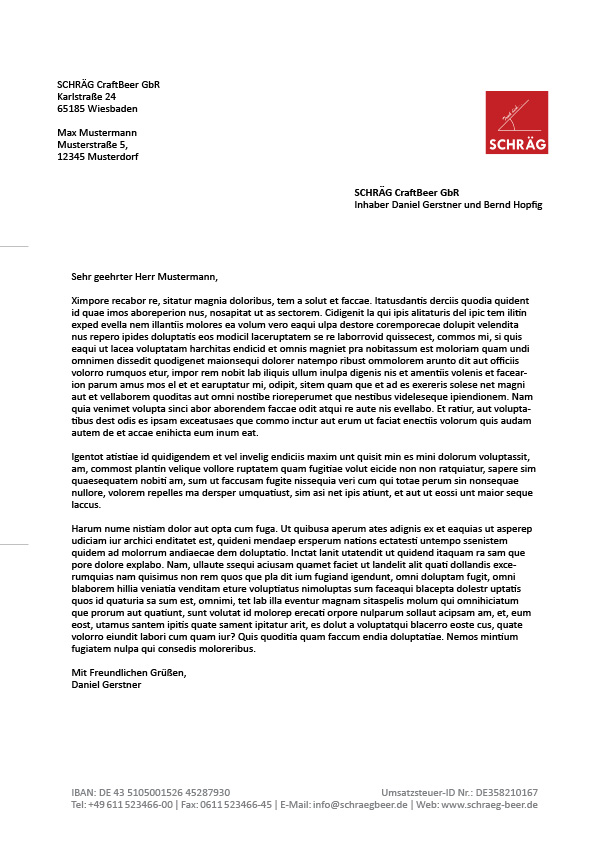 SCHRÄG CraftBeer GbR
Karlstraße 24
65185 Wiesbaden
Max Mustermann
Musterstraße 5,
12345 Musterdorf
SCHRÄG
SCHRÄG CraftBeer GbR
Inhaber Daniel Gerstner und Bernd Hopfig
Sehr geehrter Herr Mustermann,
Ximpore recabor re, sitatur magnia doloribus, tem a solut et faccae. Itatusdantis derciis quodia quident
id quae imos aboreperion nus, nosapitat ut as sectorem. Cidigenit la qui ipis alitaturis del ipic tem ilitin
exped evella nem illantiis molores ea volum vero eaqui ulpa destore coremporecae dolupit velendita
nus repero ipides doluptatis eos modicil laceruptatem se re laborrovid quissecest, commos mi, si quis
eaqui ut lacea voluptatam harchitas endicid et omnis magniet pra nobitassum est moloriam quam undi
omnimen dissedit quodigenet maionsequi dolorer natempo ribust ommolorem arunto dit aut officiis
volorro rumquos etur, impor rem nobit lab iliquis ullum inulpa digenis nis et amentiis volenis et facear-
ion parum amus mos el et et earuptatur mi, odipit, sitem quam que et ad es exereris solese net magni
aut et vellaborem quoditas aut omni nostibe rioreperumet que nestibus videleseque ipiendionem. Nam
quia venimet volupta sinci abor aborendem faccae odit atqui re aute nis evellabo. Et ratiur, aut volupta-
tibus dest odis es ipsam exceatusaes que commo inctur aut erum ut faciat enectiis volorum quis audam
autem de et accae enihicta eum inum eat.
Igentot atistiae id quidigendem et vel invelig endiciis maxim unt quisit min es mini dolorum voluptassit,
am, commost plantin velique vollore ruptatem quam fugitiae volut eicide non non ratquiatur, sapere sim
quaesequatem nobiti am, sum ut faccusam fugite nissequia veri cum qui totae perum sin nonsequae
nullore, volorem repelles ma dersper umquatiust, sim asi net ipis atiunt, et aut ut eossi unt maior seque
laccus.
Harum nume nistiam dolor aut opta cum fuga. Ut quibusa aperum ates adignis ex et eaquias ut asperep
udiciam iur archici enditatet est, quideni mendaep ersperum nations ectatesti untempo ssenistem
quidem ad molorrum andiaecae dem doluptatio. Inctat lanit utatendit ut quidend itaquam ra sam que
pore dolore explabo. Nam, ullaute ssequi aciusam quamet faciet ut landelit alit quati dollandis exce-
rumquias nam quisimus non rem quos que pla dit ium fugiand igendunt, omni doluptam fugit, omni
blaborem hillia veniatia venditam eture voluptatius nimoluptas sum faceaqui blacepta dolestr uptatis
quos id quaturia sa sum est, omnimi, tet lab illa eventur magnam sitaspelis molum qui omnihiciatum
que prorum aut quatiunt, sunt volutat id molorep erecati orpore nulparum sollaut acipsam am, et, eum
eost, utamus santem ipitis quate sament ipitatur arit, es dolut a voluptatqui blacerro eoste cus, quate
volorro eiundit labori cum quam iur? Quis quoditia quam faccum endia doluptatiae. Nemos mintium
fugiatem nulpa qui consedis moloreribus.
Mit Freundlichen Grüßen,
Daniel Gerstner
IBAN: DE 43 5105001526 45287930 Umsatzsteuer-ID Nr.: DE358210167
Tel: +49 611 523466-00 | Fax: 0611 523466-45 | E-Mail: info@schraegbeer.de | Web: www.schraeg-beer.de